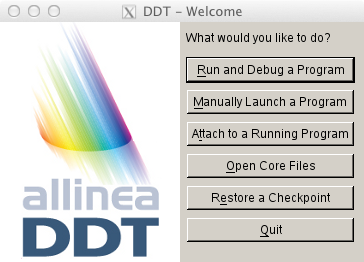 DDT – Welcome
What would you like to do?
Run and Debug a Program
Manually Launch a Program
Attach to a Running Program
Open Core Files
Restore a Checkpoint
Quit
allinea
DDT